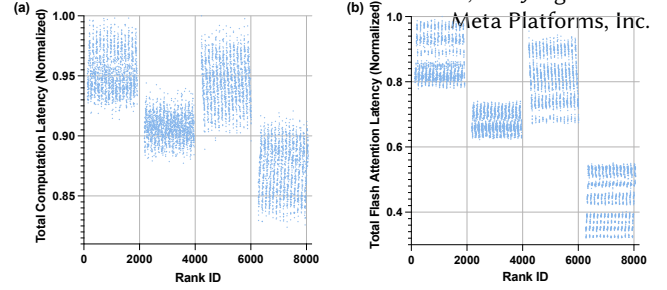 (a)
Total Computation Latency (Normalized)
1.00
0.95
0.90
0.85
0
2000
4000
6000
8000
Rank ID
(b)
Meta Platforms, Inc.
Total Flash Attention Latency (Normalized)
1.0
0.8
0.6
0.4
0
2000
4000
6000
8000
Rank ID